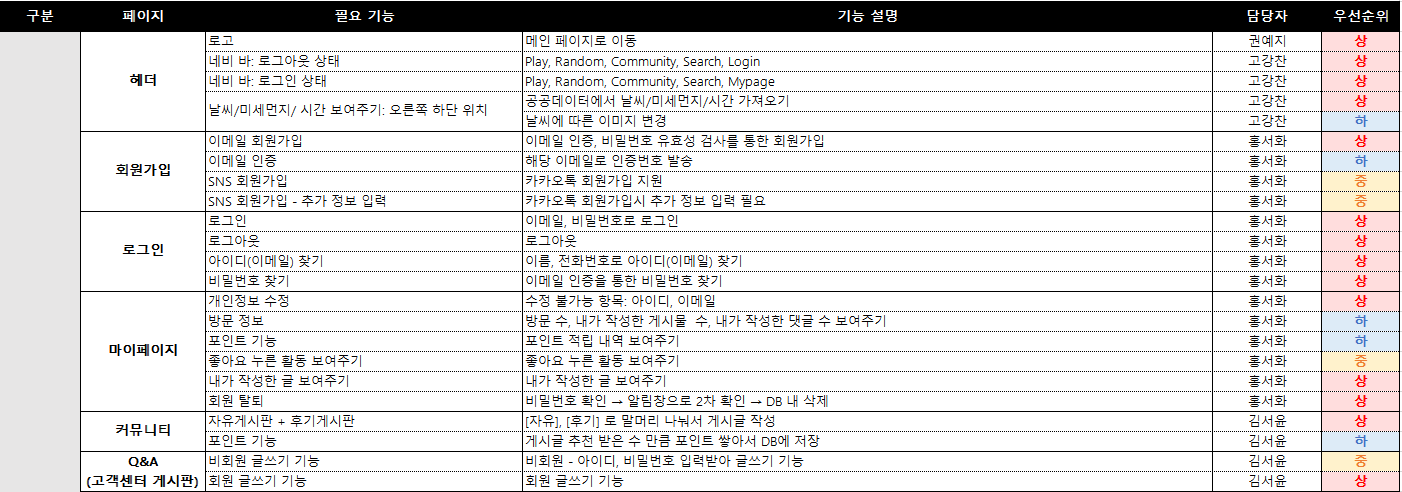 구분 페이지 필요 기능 기능 설명 담당자 우선순위
헤더 로고 메인 페이지로 이동 권예지 상
네비 바: 로그아웃 상태 Play, Random, Community, Search, Login 고강찬 상
네비 바: 로그인 상태 Play, Random, Community, Search, Mypage 고강찬 상
날씨/미세먼지/ 시간 보여주기: 오른쪽 하단 위치 공공데이터에서 날씨/미세먼지/시간 가져오기 고강찬 상
날씨에 따른 이미지 변경 고강찬 하
회원가입 이메일 회원가입 이메일 인증, 비밀번호 유효성 검사를 통한 회원가입 홍서화 상
이메일 인증 해당 이메일로 인증번호 발송 홍서화 하
SNS 회원가입 카카오톡 회원가입 지원 홍서화 중
SNS 회원가입 - 추가 정보 입력 카카오톡 회원가입시 추가 정보 입력 필요 홍서화 중
로그인 로그인 이메일, 비밀번호로 로그인 홍서화 상
로그아웃 로그아웃 홍서화 상
아이디(이메일) 찾기 이름, 전화번호로 아이디(이메일) 찾기 홍서화 상
비밀번호 찾기 이메일 인증을 통한 비밀번호 찾기 홍서화 상
마이페이지 개인정보 수정 수정 불가능 항목: 아이디, 이메일 홍서화 상
방문 정보 방문 수, 내가 작성한 게시물 수, 내가 작성한 댓글 수 보여주기 홍서화 하
포인트 기능 포인트 적립 내역 보여주기 홍서화 하
좋아요 누른 활동 보여주기 좋아요 누른 활동 보여주기 홍서화 중
내가 작성한 글 보여주기 내가 작성한 글 보여주기 홍서화 상
회원 탈퇴 비밀번호 확인 → 알림창으로 2차 확인 → DB 내 삭제 홍서화 상
커뮤니티 자유게시판 + 후기게시판 [자유], [후기] 로 말머리 나눠서 게시글 작성 김서윤 상
포인트 기능 게시글 추천 받은 수 만큼 포인트 쌓아서 DB에 저장 김서윤 하
Q&A 비회원 글쓰기 기능 비회원 - 아이디, 비밀번호 입력받아 글쓰기 기능 김서윤 중
(고객센터 게시판) 회원 글쓰기 기능 회원 글쓰기 기능 김서윤 상